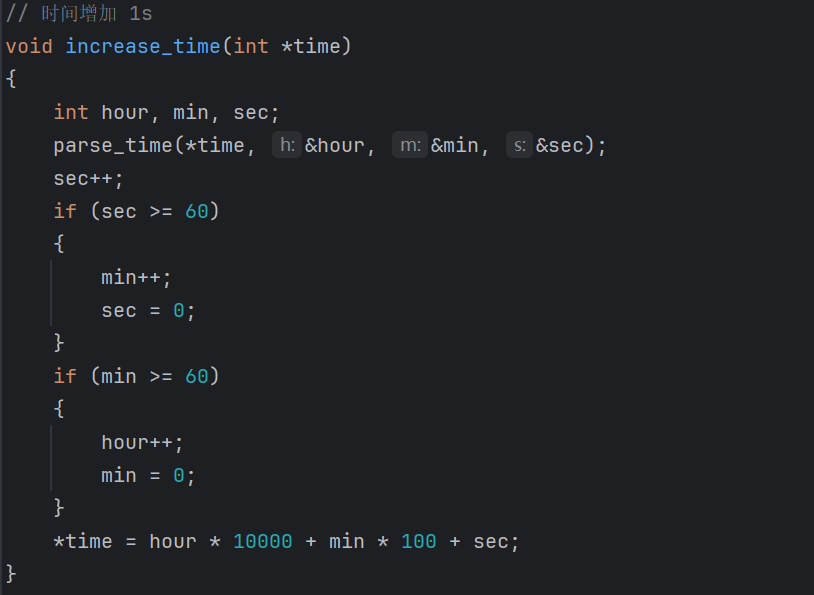 // 时间增加 1s
void increase_time(int *time)
{
    int hour, min, sec;
    parse_time(*time, h: &hour, m: &min, s: &sec);
    sec++;
    if (sec >= 60)
    {
        min++;
        sec = 0;
    }
    if (min >= 60)
    {
        hour++;
        min = 0;
    }
    *time = hour * 10000 + min * 100 + sec;
}